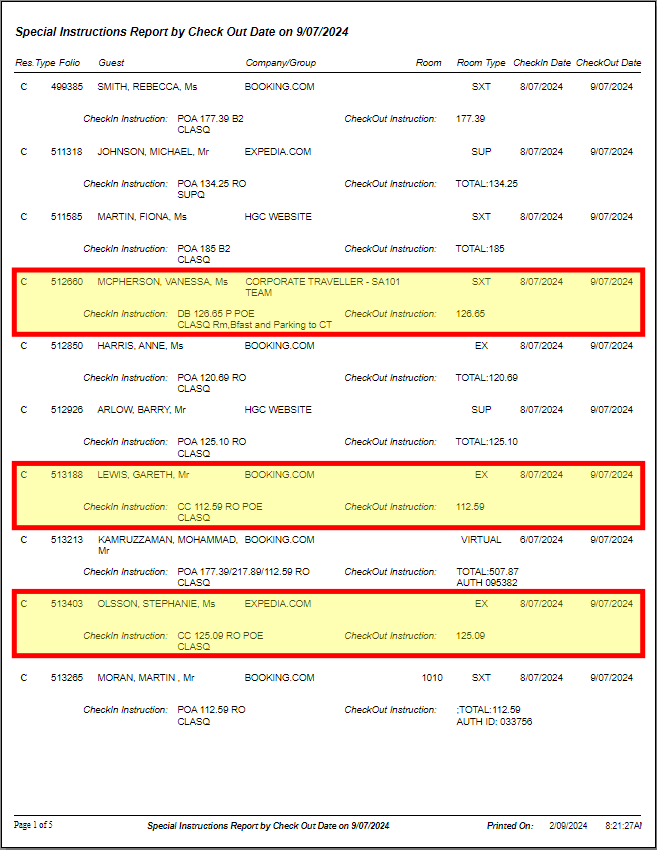 Special Instructions Report by Check Out Date on 9/07/2024
Res.Type Folio Guest Company/Group Room Room Type CheckIn Date CheckOut Date
C 499385 SMITH, REBECCA, Ms BOOKING.COM SXT 8/07/2024 9/07/2024
CheckIn Instruction: POA 177.39 B2 CheckOut Instruction: 177.39
CLASQ
C 511318 JOHNSON, MICHAEL, Mr EXPEDIA.COM SUP 8/07/2024 9/07/2024
CheckIn Instruction: POA 134.25 RO CheckOut Instruction: TOTAL:134.25
SUPQ
C 511585 MARTIN, FIONA, Ms HGC WEBSITE SXT 8/07/2024 9/07/2024
CheckIn Instruction: POA 185 B2 CheckOut Instruction: TOTAL:185
CLASQ
C 512660 MCPHERSON, VANESSA, Ms CORPORATE TRAVELLER - SA101 SXT 8/07/2024 9/07/2024
TEAM
CheckIn Instruction: DB 126.65 P POE CheckOut Instruction: 126.65
CLASQ Rm,Bfast and Parking to CT
C 512850 HARRIS, ANNE, Ms BOOKING.COM EX 8/07/2024 9/07/2024
CheckIn Instruction: POA 120.69 RO CheckOut Instruction: TOTAL:120.69
CLASQ
C 512926 ARLOW, BARRY, Mr HGC WEBSITE SUP 8/07/2024 9/07/2024
CheckIn Instruction: POA 125.10 RO CheckOut Instruction: TOTAL:125.10
CLASQ
C 513188 LEWIS, GARETH, Mr BOOKING.COM EX 8/07/2024 9/07/2024
CheckIn Instruction: CC 112.59 RO POE CheckOut Instruction: 112.59
CLASQ
C 513213 KAMRUZZAMAN, MOHAMMAD, BOOKING.COM VIRTUAL 6/07/2024 9/07/2024
Mr
CheckIn Instruction: POA 177.39/217.89/112.59 RO CheckOut Instruction: TOTAL:507.87
CLASQ AUTH 095382
C 513403 OLSSON, STEPHANIE, Ms EXPEDIA.COM EX 8/07/2024 9/07/2024
CheckIn Instruction: CC 125.09 RO POE CheckOut Instruction: 125.09
CLASQ
C 513265 MORAN, MARTIN , Mr BOOKING.COM 1010 SXT 8/07/2024 9/07/2024
CheckIn Instruction: POA 112.59 RO CheckOut Instruction: ;TOTAL:112.59
CLASQ AUTH ID: 033756
Page 1 of 5 Special Instructions Report by Check Out Date on 9/07/2024 Printed On: 2/09/2024 8:21:27AM